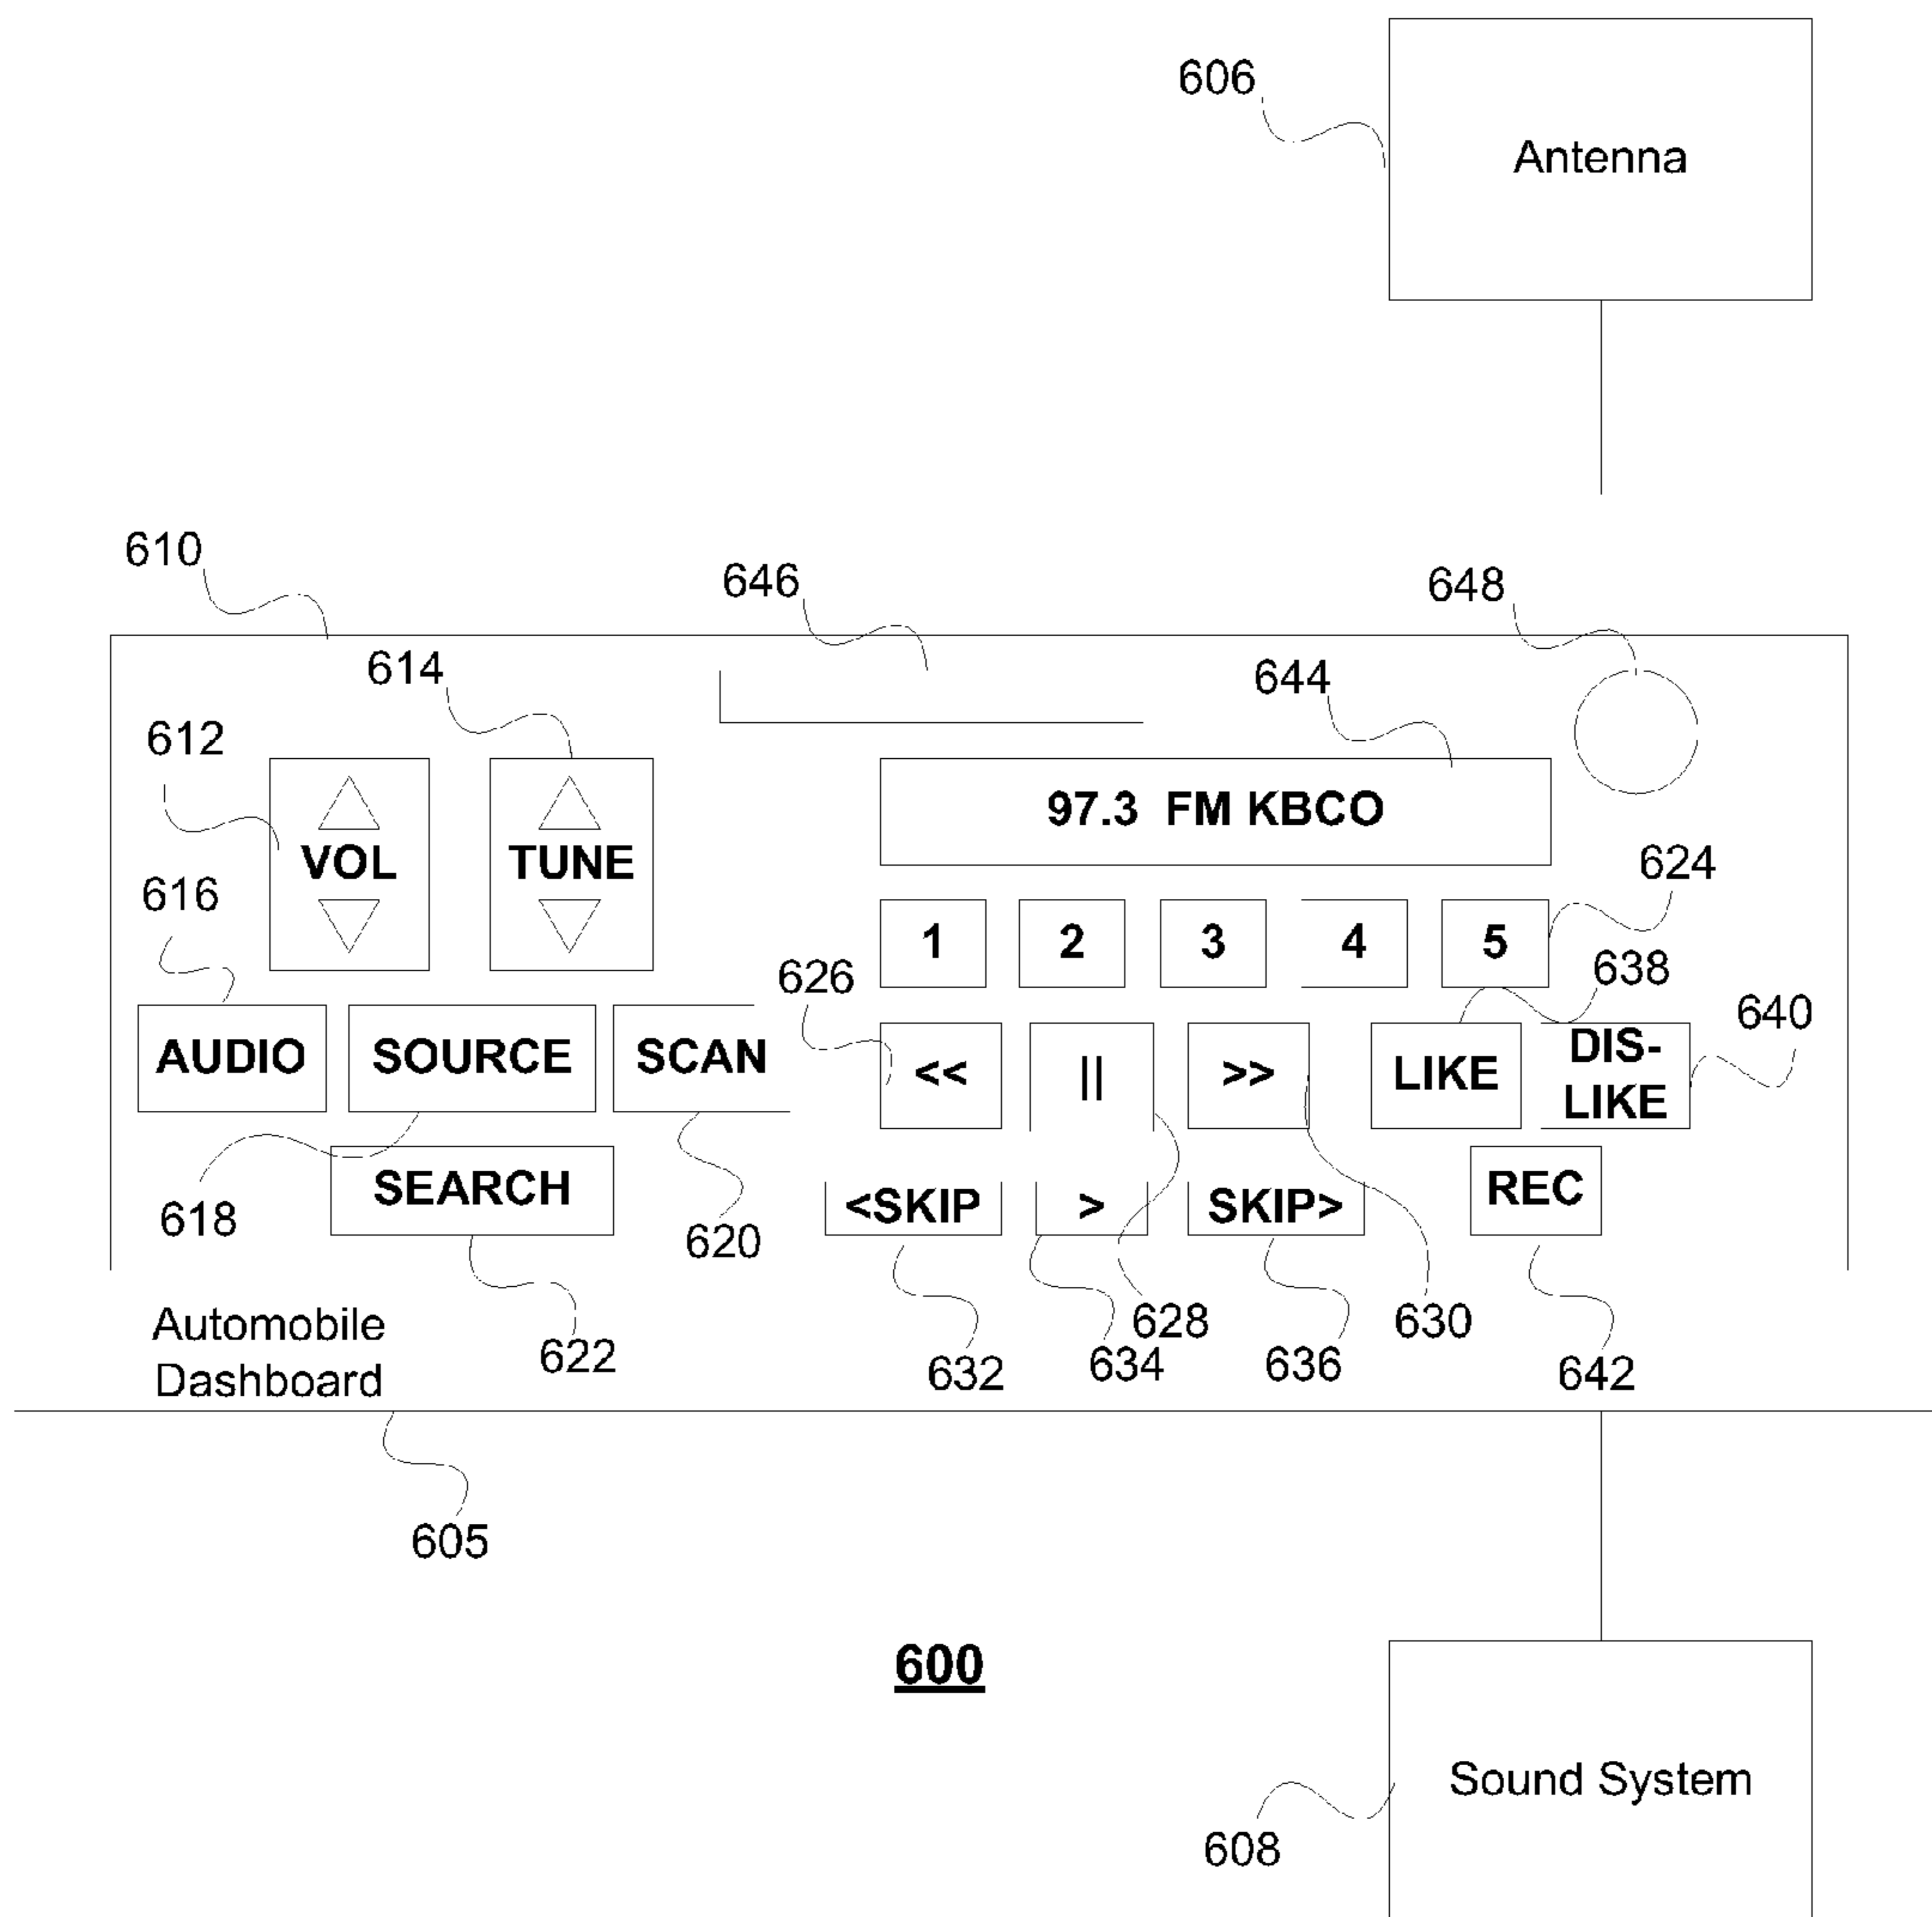 606
Antenna
610
646
648
614
644
612
97.3 FM KBCO
VOL
TUNE
624
616
1 2 3 4 5
626
638
640
AUDIO SOURCE SCAN
<< || >> LIKE DIS-
LIKE
SEARCH
<SKIP > SKIP> REC
618
620
Automobile
Dashboard
622
628
630
632
634
636
642
605
600
Sound System
608